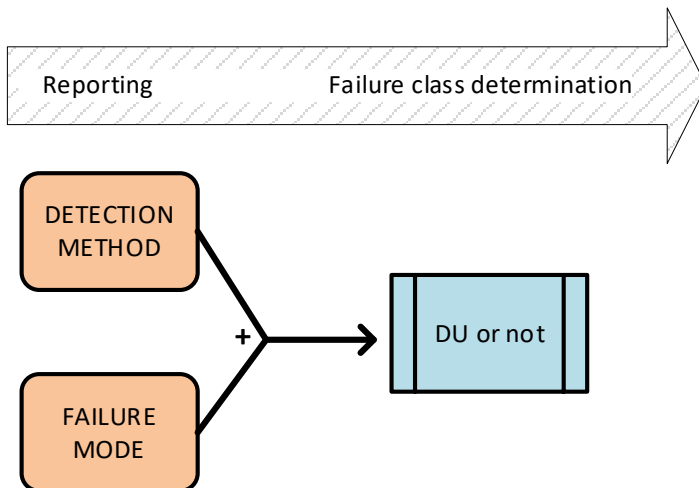 Reporting
Failure class determination
DETECTION
METHOD
+
DU or not
FAILURE
MODE